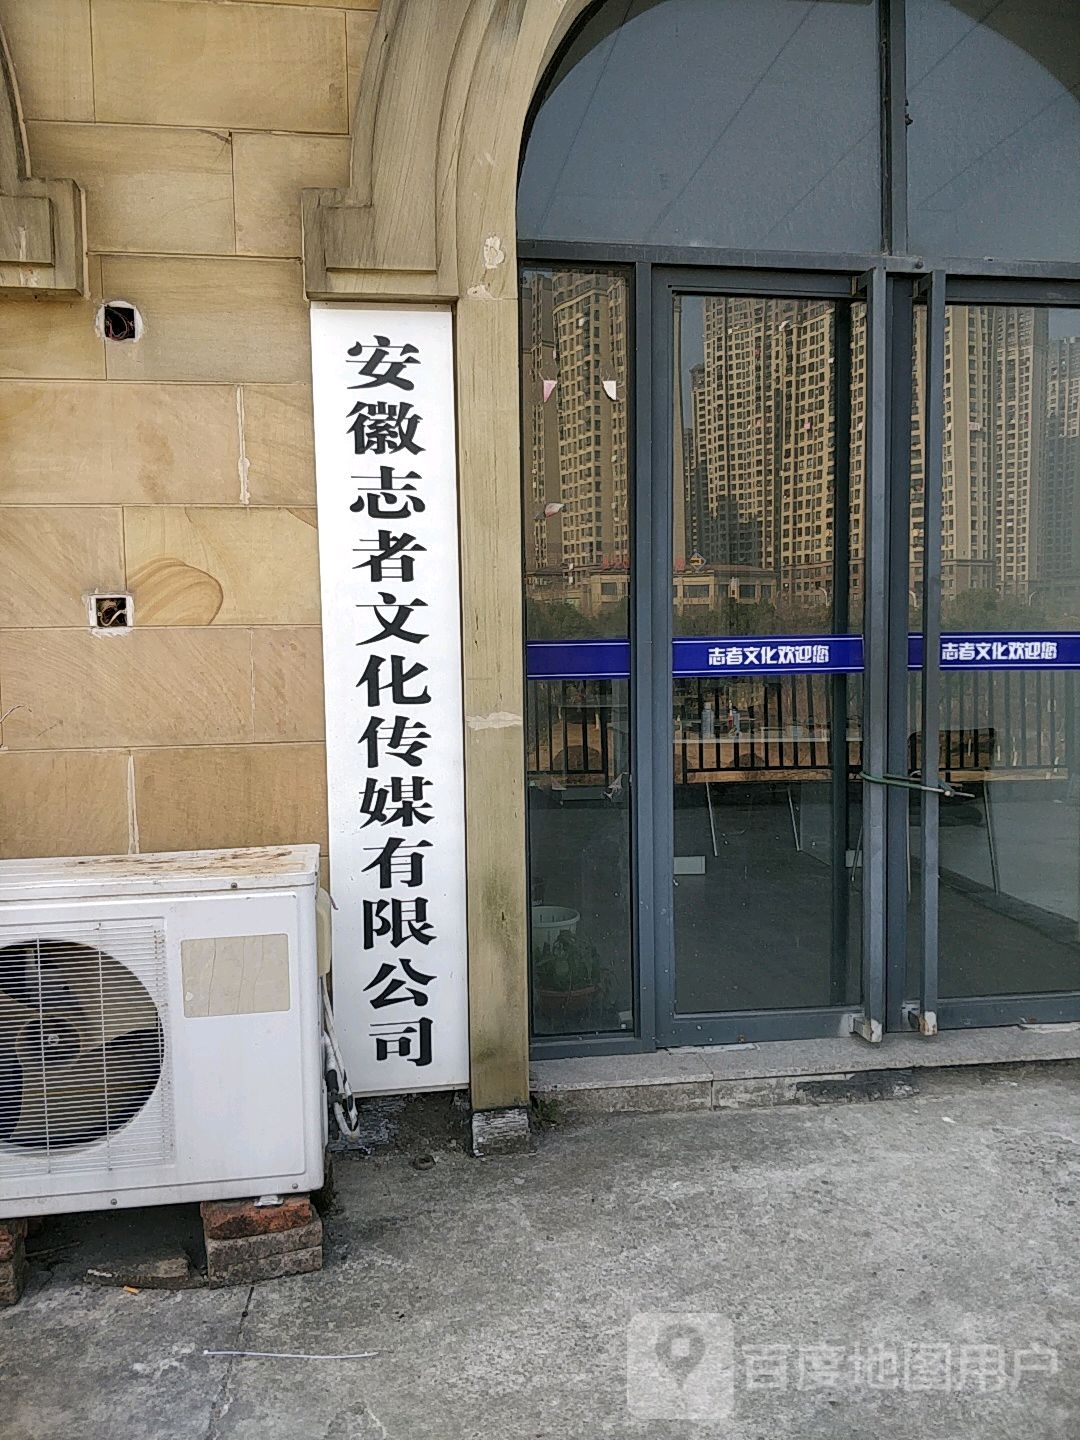 安徽志者文化传媒有限公司
志者文化欢迎您
志者文化欢迎您
百度地图用户